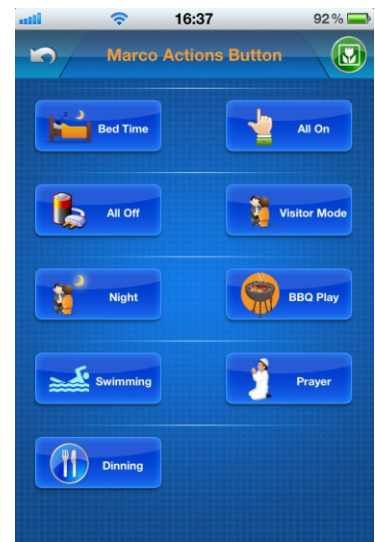 16:37 92%
Marco Actions Button
Bed Time All On
All Off Visitor Mode
Night BBQ Play
Swimming Prayer
Dinning